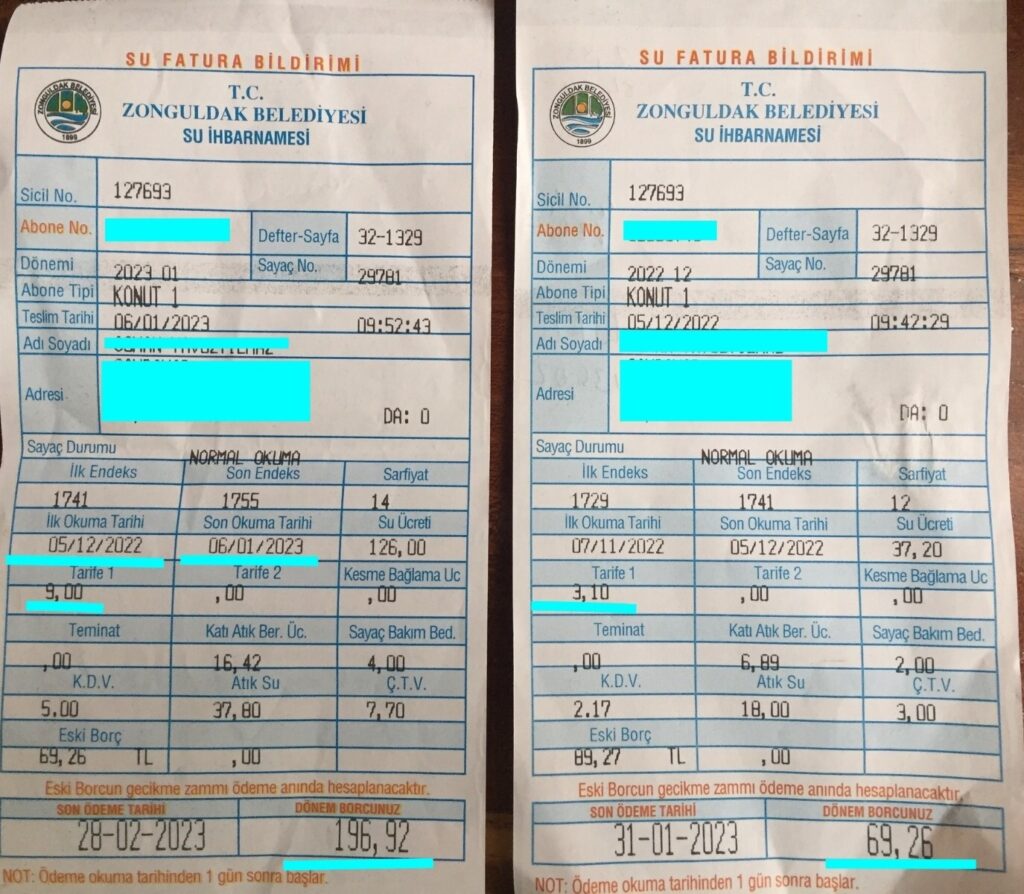 SU FATURA BİLDİRİMİ
ZONGULDAK BELEDİYESİ
1899
T.C.
ZONGULDAK BELEDİYESİ
SU İHBARNAMESİ
Sicil No. 127693
Abone No. Defter-Sayfa 32-1329
Dönemi 2023 01 Sayaç No. 29781
Abone Tipi KONUT 1
Teslim Tarihi 06/01/2023 09:52:43
Adı Soyadı
Adresi
DA: 0
Sayaç Durumu NORMAL OKUMA
İlk Endeks Son Endeks Sarfiyat
1741 1755 14
İlk Okuma Tarihi Son Okuma Tarihi Su Ücreti
05/12/2022 06/01/2023 126,00
Tarife 1 Tarife 2 Kesme Bağlama Uc
9,00 ,00 ,00
Teminat Katı Atık Ber. Üc. Sayaç Bakım Bed.
,00 16,42 4,00
K.D.V. Atık Su Ç.T.V.
5.00 37,80 7,70
Eski Borç
69,26 TL ,00
Eski Borcun gecikme zammı ödeme anında hesaplanacaktır.
SON ÖDEME TARİHİ DÖNEM BORCUNUZ
28-02-2023 196,92
NOT: Ödeme okuma tarihinden 1 gün sonra başlar.
SU FATURA BİLDİRİMİ
ZONGULDAK BELEDİYESİ
1899
T.C.
ZONGULDAK BELEDİYESİ
SU İHBARNAMESİ
Sicil No. 127693
Abone No. Defter-Sayfa 32-1329
Dönemi 2022 12 Sayaç No. 29781
Abone Tipi KONUT 1
Teslim Tarihi 05/12/2022 09:42:29
Adı Soyadı
Adresi
DA: 0
Sayaç Durumu NORMAL OKUMA
İlk Endeks Son Endeks Sarfiyat
1729 1741 12
İlk Okuma Tarihi Son Okuma Tarihi Su Ücreti
07/11/2022 05/12/2022 37,20
Tarife 1 Tarife 2 Kesme Bağlama Uc
3,10 ,00 ,00
Teminat Katı Atık Ber. Üc. Sayaç Bakım Bed.
,00 6,89 2,00
K.D.V. Atık Su Ç.T.V.
2.17 18,00 3,00
Eski Borç
89,27 TL ,00
Eski Borcun gecikme zammı ödeme anında hesaplanacaktır.
SON ÖDEME TARİHİ DÖNEM BORCUNUZ
31-01-2023 69,26
NOT: Ödeme okuma tarihinden 1 gün sonra başlar.